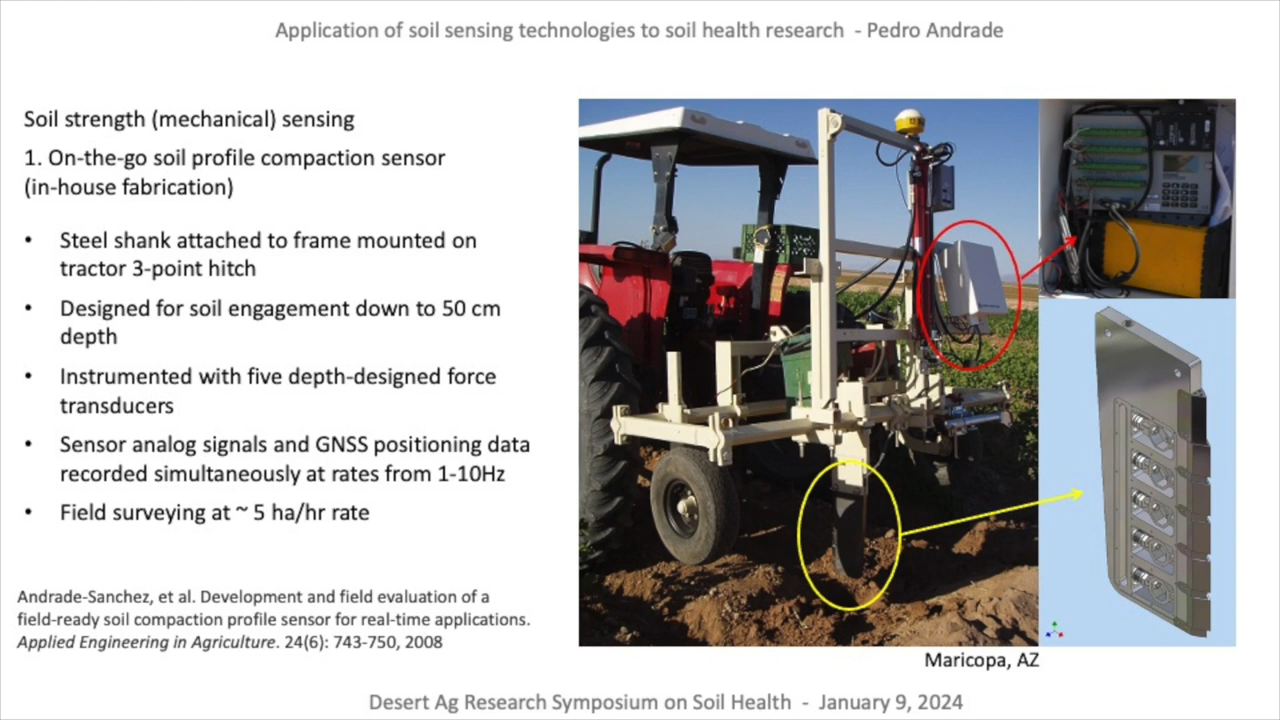 Application of soil sensing technologies to soil health research - Pedro Andrade
Soil strength (mechanical) sensing
1. On-the-go soil profile compaction sensor
(in-house fabrication)
• Steel shank attached to frame mounted on
tractor 3-point hitch
• Designed for soil engagement down to 50 cm
depth
• Instrumented with five depth-designed force
transducers
• Sensor analog signals and GNSS positioning data
recorded simultaneously at rates from 1-10Hz
• Field surveying at ~ 5 ha/hr rate
Andrade-Sanchez, et al. Development and field evaluation of a
field-ready soil compaction profile sensor for real-time applications.
Applied Engineering in Agriculture. 24(6): 743-750, 2008
Maricopa, AZ
Desert Ag Research Symposium on Soil Health - January 9, 2024